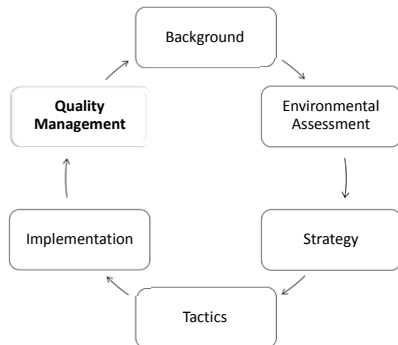 Background
Environmental
Assessment
Strategy
Tactics
Implementation
Quality
Management